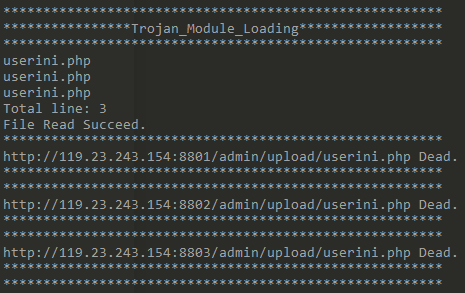 *******************************************************
****************Trojan_Module_Loading******************
*******************************************************
userini.php
userini.php
userini.php
Total line: 3
File Read Succeed.
*******************************************************
http://119.23.243.154:8801/admin/upload/userini.php Dead.
*******************************************************
*******************************************************
http://119.23.243.154:8802/admin/upload/userini.php Dead.
*******************************************************
*******************************************************
http://119.23.243.154:8803/admin/upload/userini.php Dead.
*******************************************************
*******************************************************